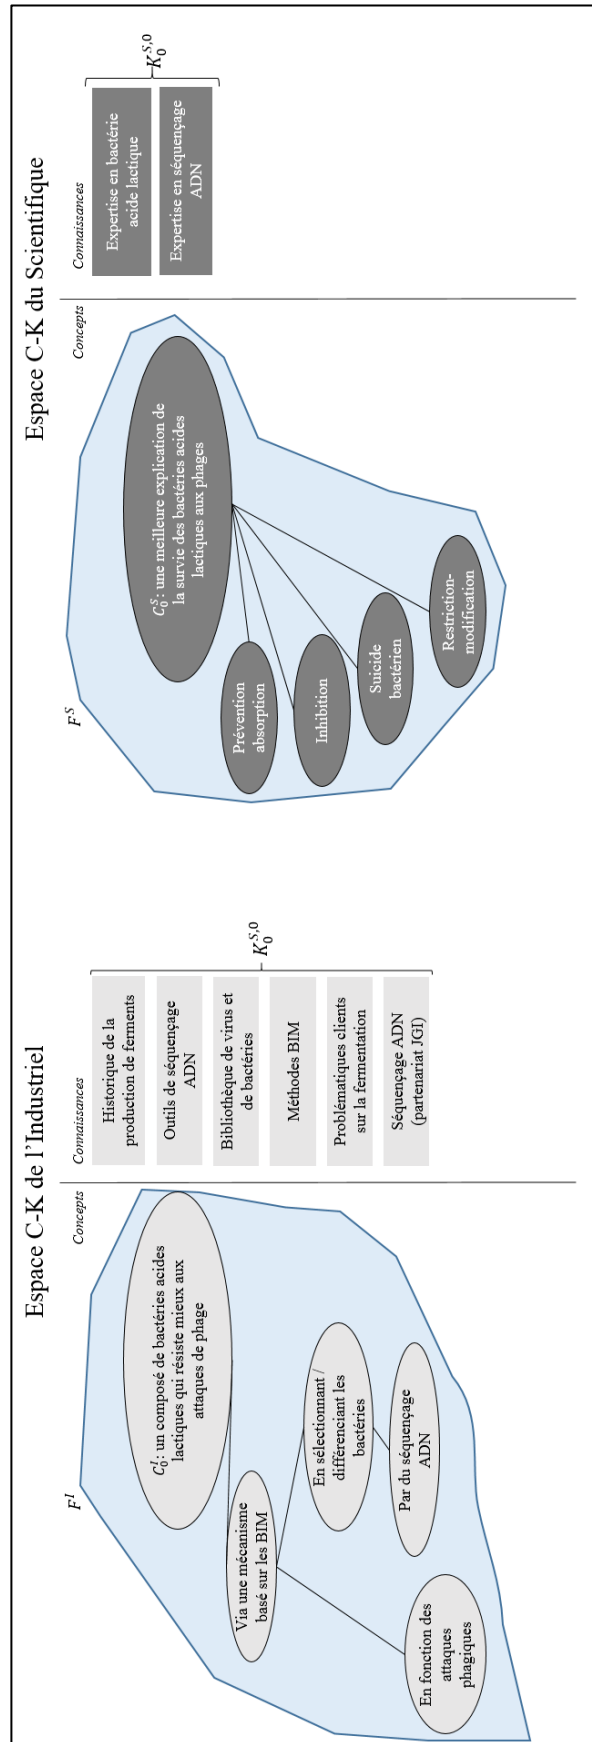 Espace C-K de l'Industriel
Concepts
Connaissances
F^I
C_0^I : un composé de bactéries acides
lactiques qui résiste mieux aux
attaques de phage
Via une mécanisme
basé sur les BIM
En sélectionnant /
différenciant les
bactéries
Par du séquençage
ADN
En fonction des
attaques
phagiques
Historique de la
production de ferments
Outils de séquençage
ADN
Bibliothèque de virus et
de bactéries
Méthodes BIM
Problématiques clients
sur la fermentation
Séquençage ADN
(partenariat JGI)
K_0^{S,0}
Espace C-K du Scientifique
Concepts
Connaissances
F^S
C_0^S : une meilleure explication de
la survie des bactéries acides
lactiques aux phages
Prévention
absorption
Inhibition
Suicide
bactérien
Restriction-
modification
Expertise en bactérie
acide lactique
Expertise en séquençage
ADN
K_0^{S,0}